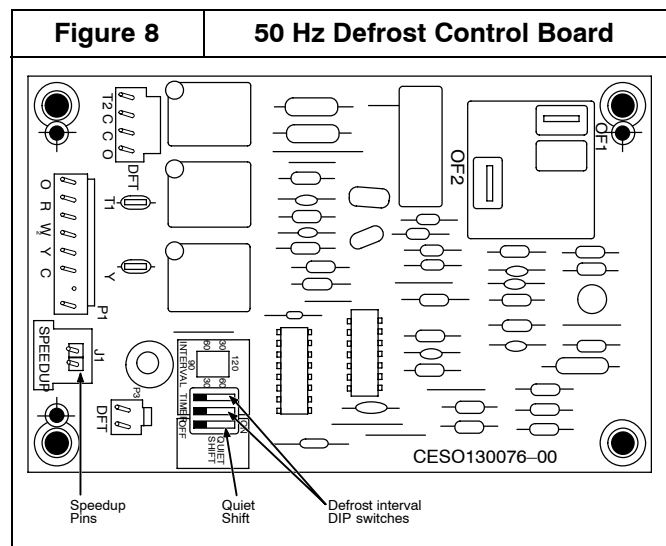 Figure 8
50 Hz Defrost Control Board
T2 C C O
DFT
OF1
OF2
O R W2 Y C
T1
Y
P1
J1
SPEEDUP
P3
DFT
120
30
60
60
30
90
INTERVAL TIMER OFF
ON
QUIET
SHIFT
CESO130076–00
Speedup
Pins
Quiet
Shift
Defrost interval
DIP switches